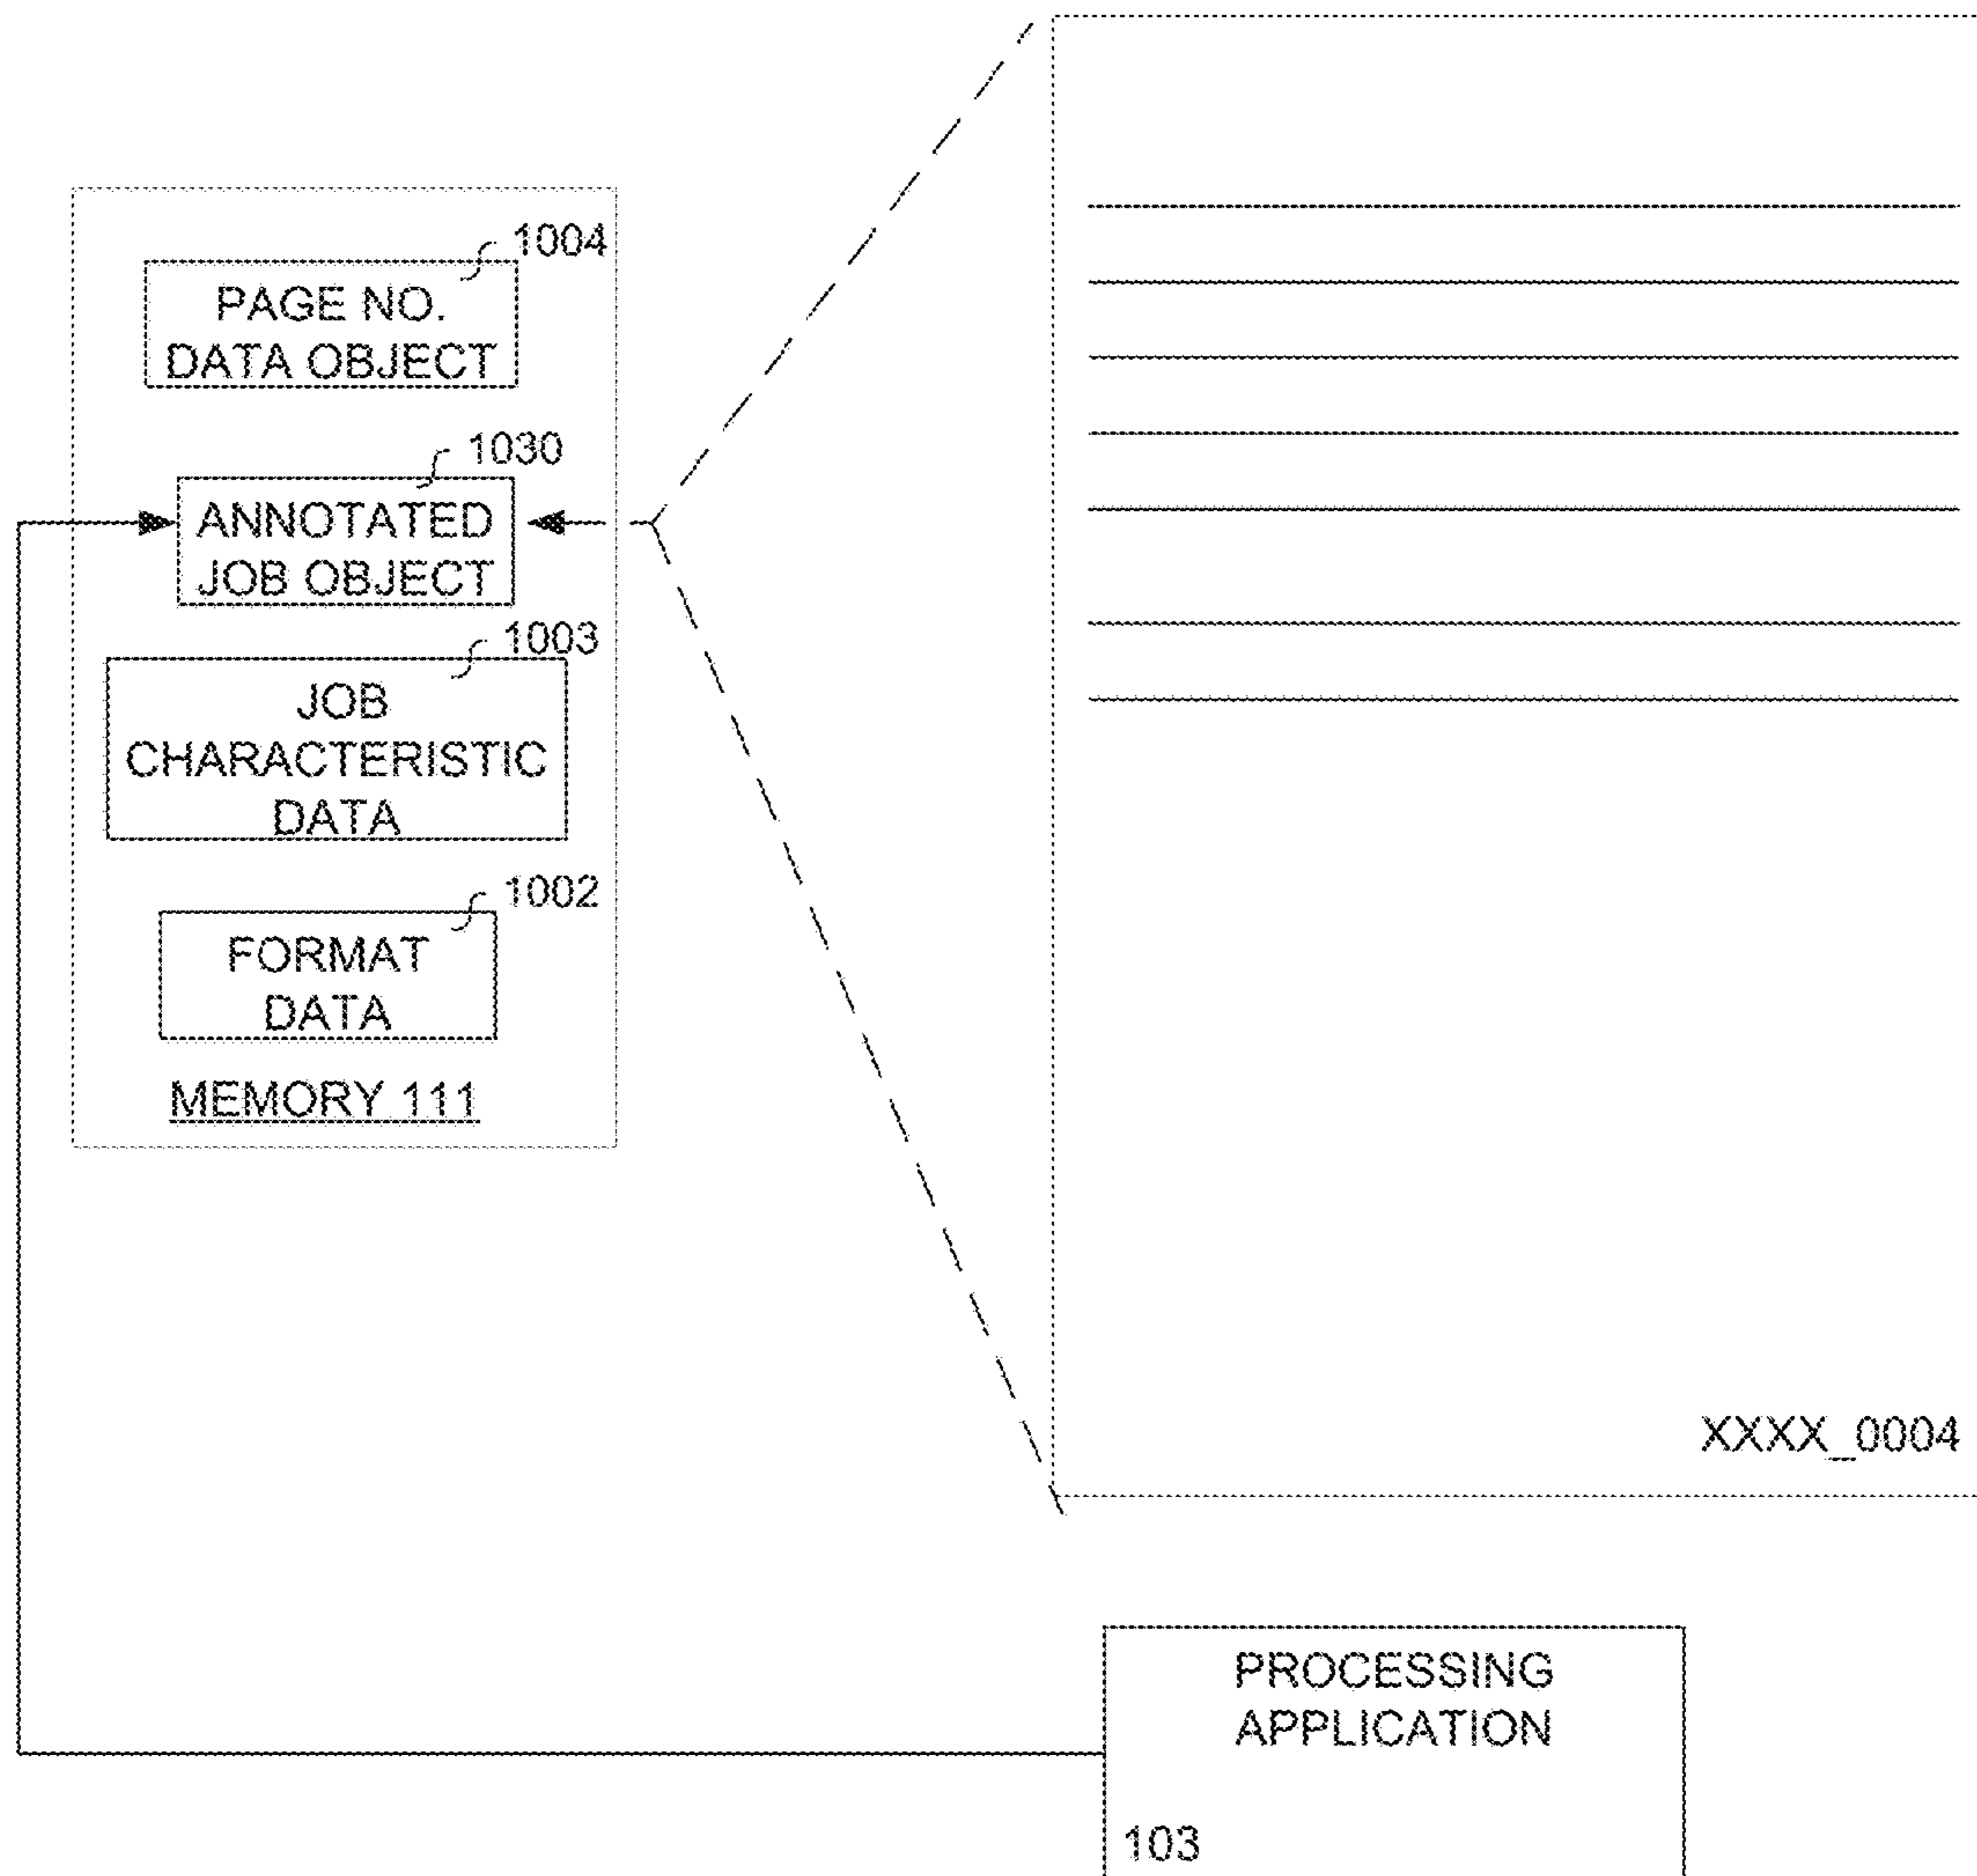 1004
PAGE NO.
DATA OBJECT
1030
ANNOTATED
JOB OBJECT
1003
JOB
CHARACTERISTIC
DATA
1002
FORMAT
DATA
MEMORY 111
XXXX_0004
PROCESSING
APPLICATION
103